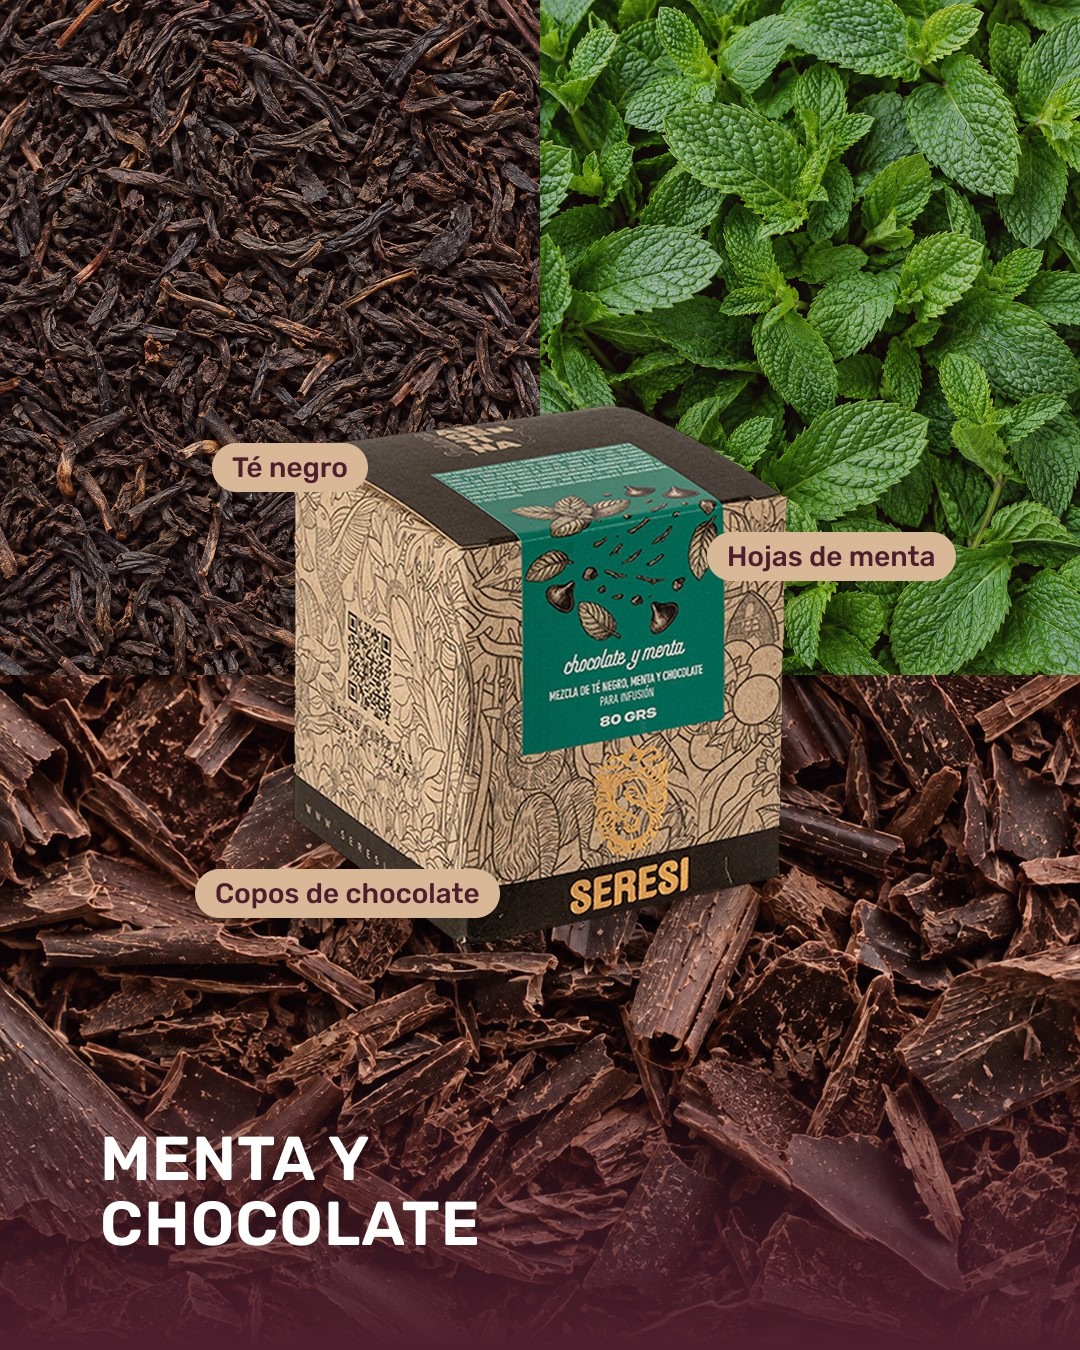 Té negro
Hojas de menta
chocolate y menta
MEZCLA DE TÉ NEGRO, MENTA Y CHOCOLATE
PARA INFUSIÓN
80 GRS
SERESI
Copos de chocolate
MENTA Y
CHOCOLATE